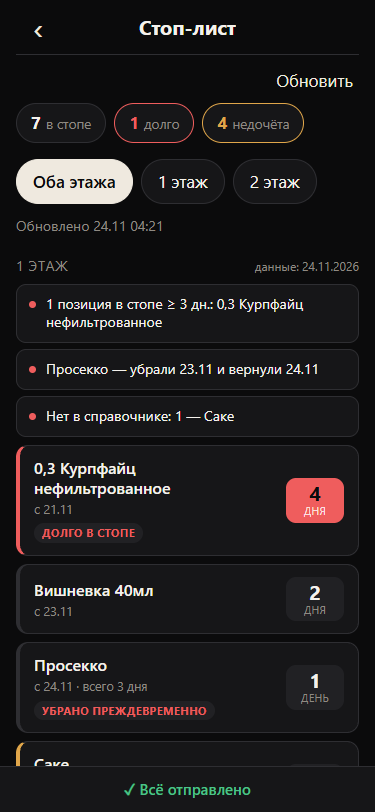 ‹ Стоп-лист
Обновить
7 в стопе 1 долго 4 недочёта
Оба этажа 1 этаж 2 этаж
Обновлено 24.11 04:21
1 ЭТАЖ данные: 24.11.2026
1 позиция в стопе ≥ 3 дн.: 0,3 Курпфайц
нефильтрованное
Просекко — убрали 23.11 и вернули 24.11
Нет в справочнике: 1 — Саке
0,3 Курпфайц
нефильтрованное
с 21.11
ДОЛГО В СТОПЕ
4
ДНЯ
Вишневка 40мл
с 23.11
2
ДНЯ
Просекко
с 24.11 · всего 3 дня
УБРАНО ПРЕЖДЕВРЕМЕННО
1
ДЕНЬ
Саке
✓ Всё отправлено